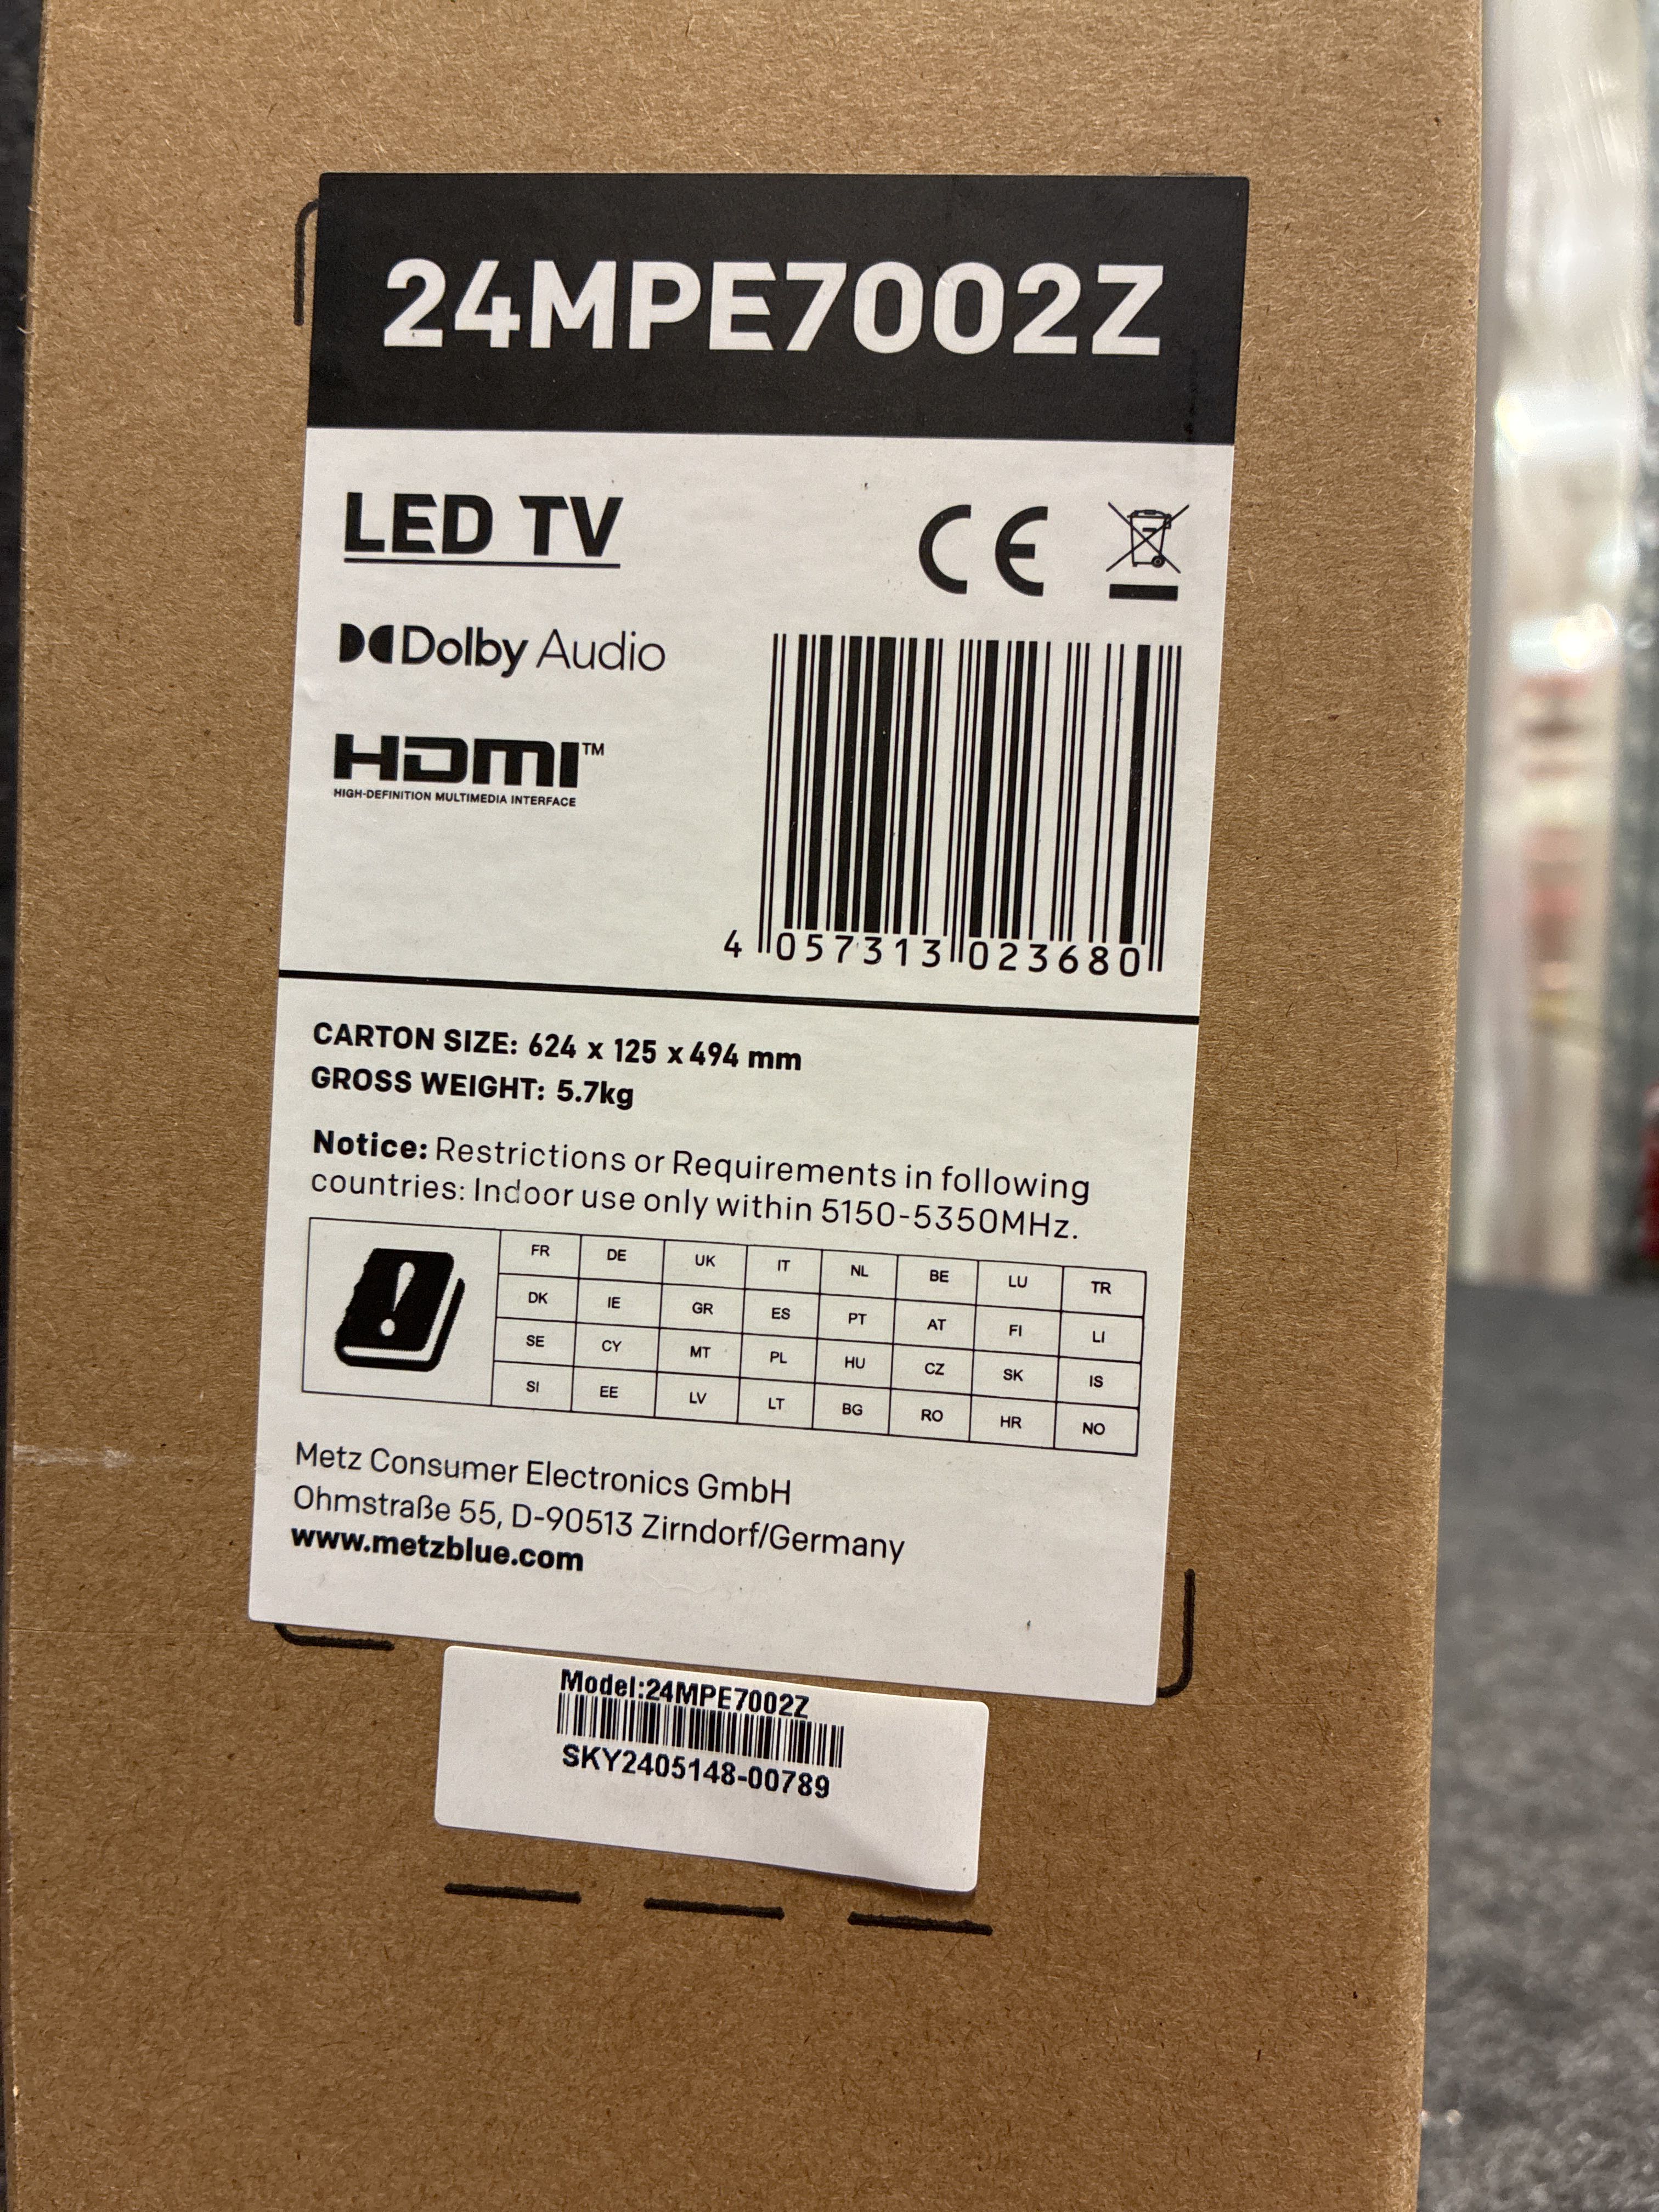 24MPE7002Z
LED TV
CE
Dolby Audio
HDMI™
HIGH-DEFINITION MULTIMEDIA INTERFACE
4 057313 023680
CARTON SIZE: 624 x 125 x 494 mm
GROSS WEIGHT: 5.7kg
Notice: Restrictions or Requirements in following
countries: Indoor use only within 5150-5350MHz.
FR DE UK IT NL BE LU TR
DK IE GR ES PT AT FI LI
SE CY MT PL HU CZ SK IS
SI EE LV LT BG RO HR NO
Metz Consumer Electronics GmbH
Ohmstraße 55, D-90513 Zirndorf/Germany
www.metzblue.com
Model:24MPE7002Z
SKY2405148-00789